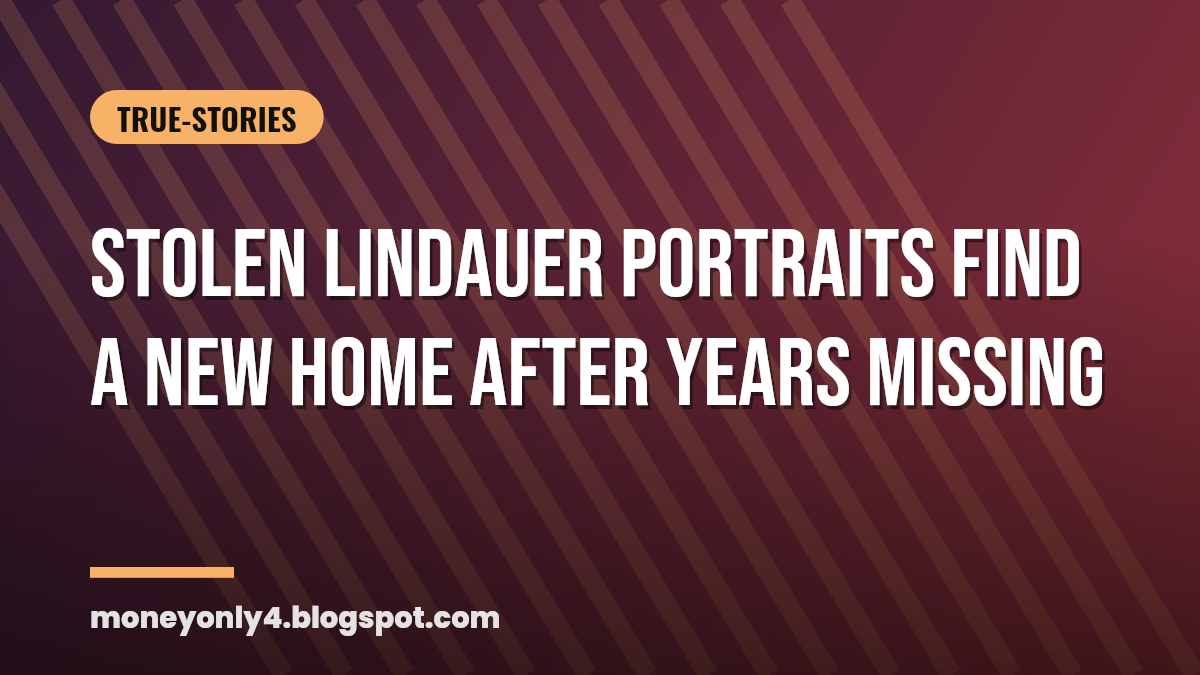 TRUE-STORIES
STOLEN LINDAUER PORTRAITS FIND
A NEW HOME AFTER YEARS MISSING
moneyonly4.blogspot.com